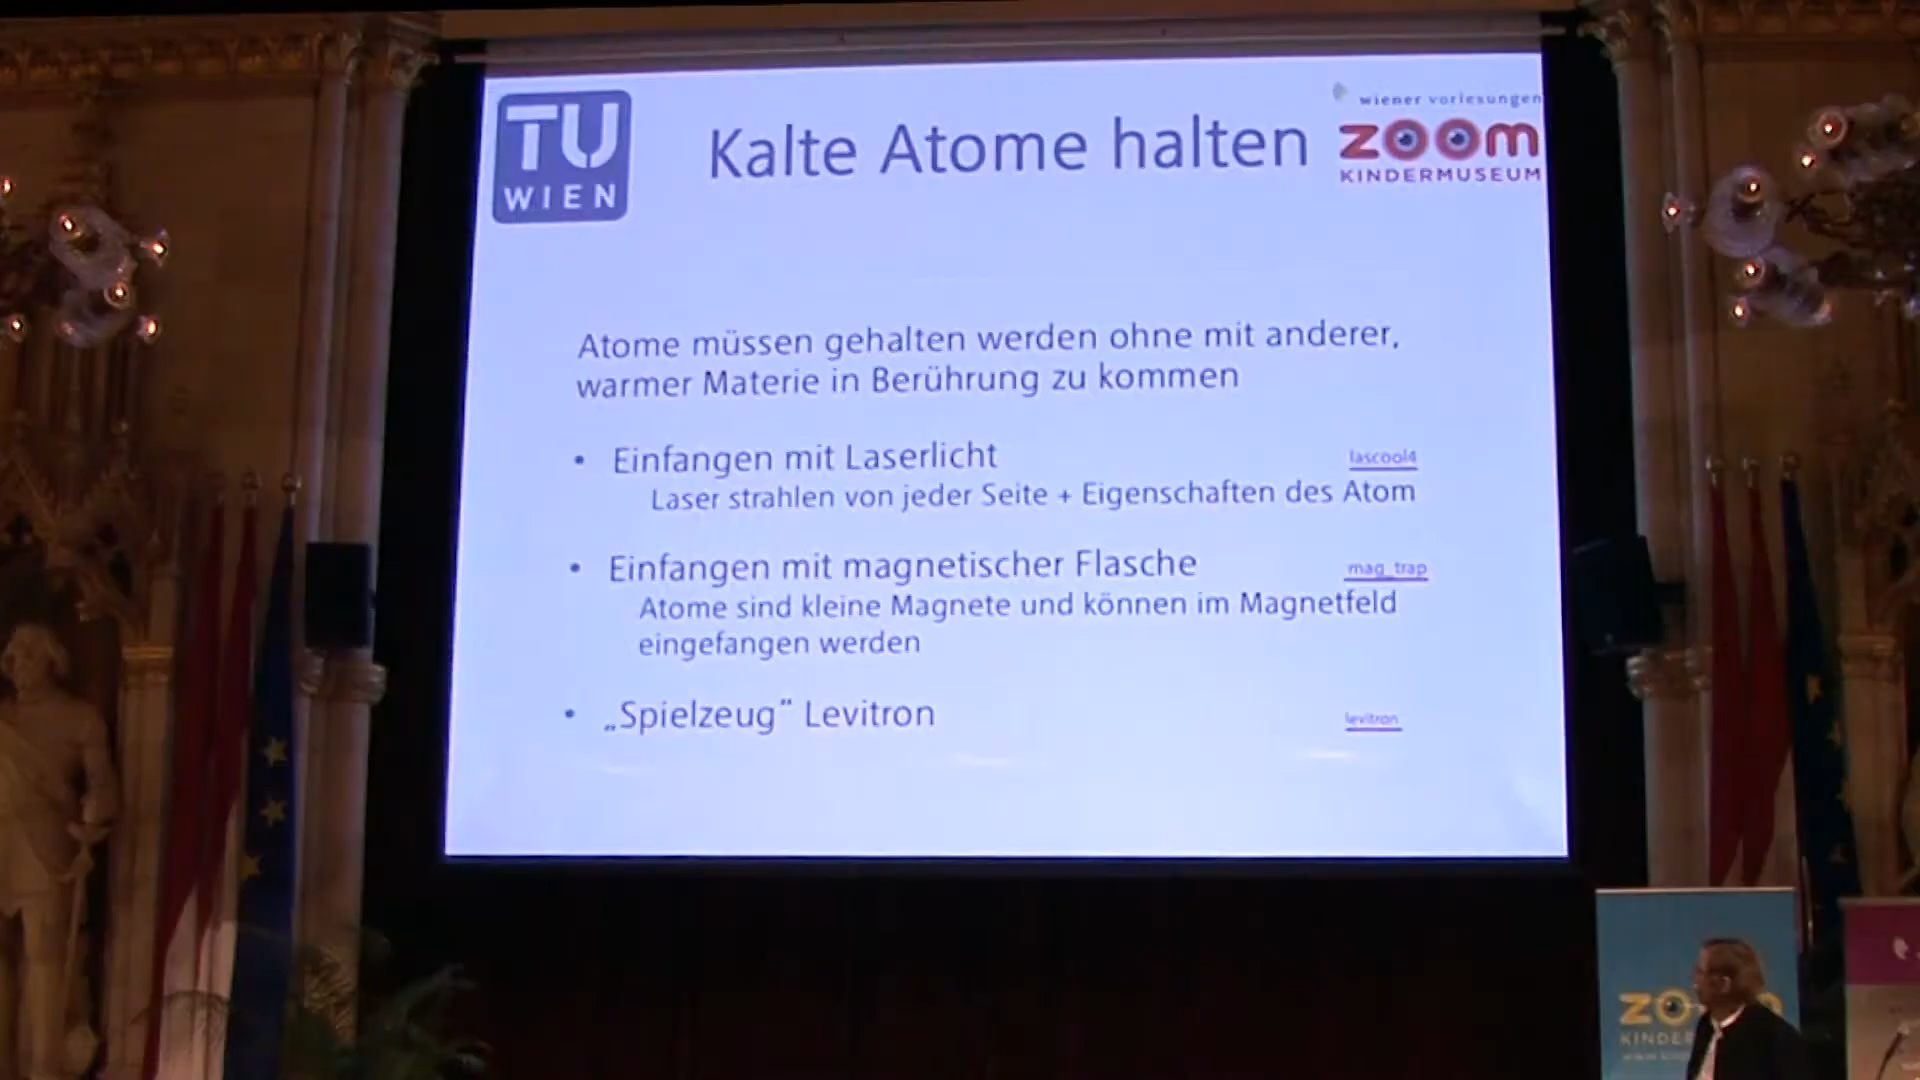 TU
WIEN
Kalte Atome halten
wiener vorlesungen
ZOOM
KINDERMUSEUM
Atome müssen gehalten werden ohne mit anderer,
warmer Materie in Berührung zu kommen
• Einfangen mit Laserlicht
lascool4
Laser strahlen von jeder Seite + Eigenschaften des Atom
• Einfangen mit magnetischer Flasche
mag_trap
Atome sind kleine Magnete und können im Magnetfeld
eingefangen werden
• „Spielzeug“ Levitron
levitron